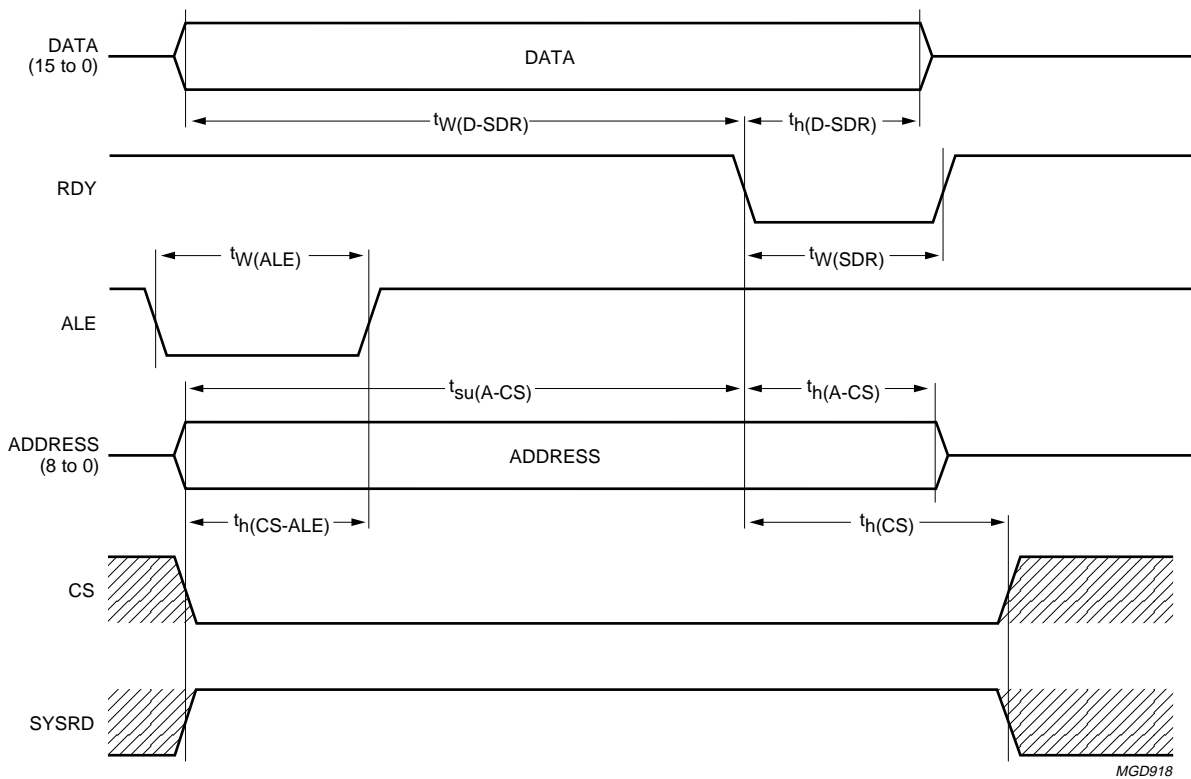 DATA
(15 to 0)
DATA
tW(D-SDR)
th(D-SDR)
RDY
tW(ALE)
tW(SDR)
ALE
tsu(A-CS)
th(A-CS)
ADDRESS
(8 to 0)
ADDRESS
th(CS-ALE)
th(CS)
CS
SYSRD
MGD918